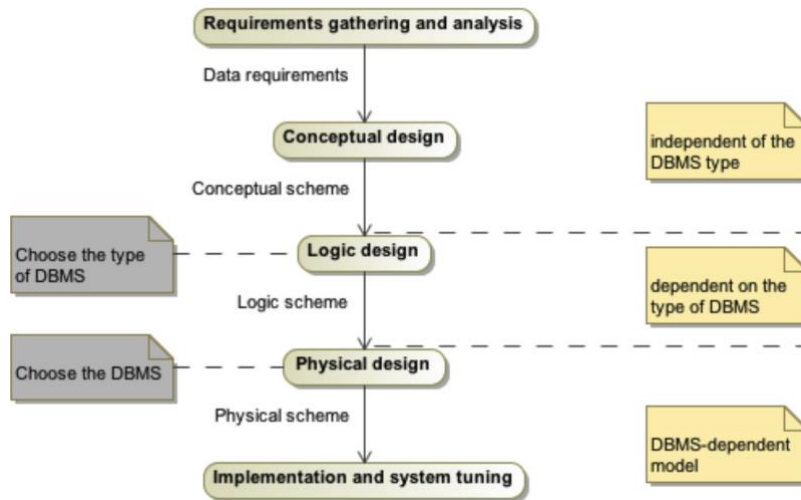 Requirements gathering and analysis
Data requirements
Conceptual design
independent of the
DBMS type
Conceptual scheme
Choose the type
of DBMS
Logic design
dependent on the
type of DBMS
Logic scheme
Choose the DBMS
Physical design
Physical scheme
DBMS-dependent
model
Implementation and system tuning